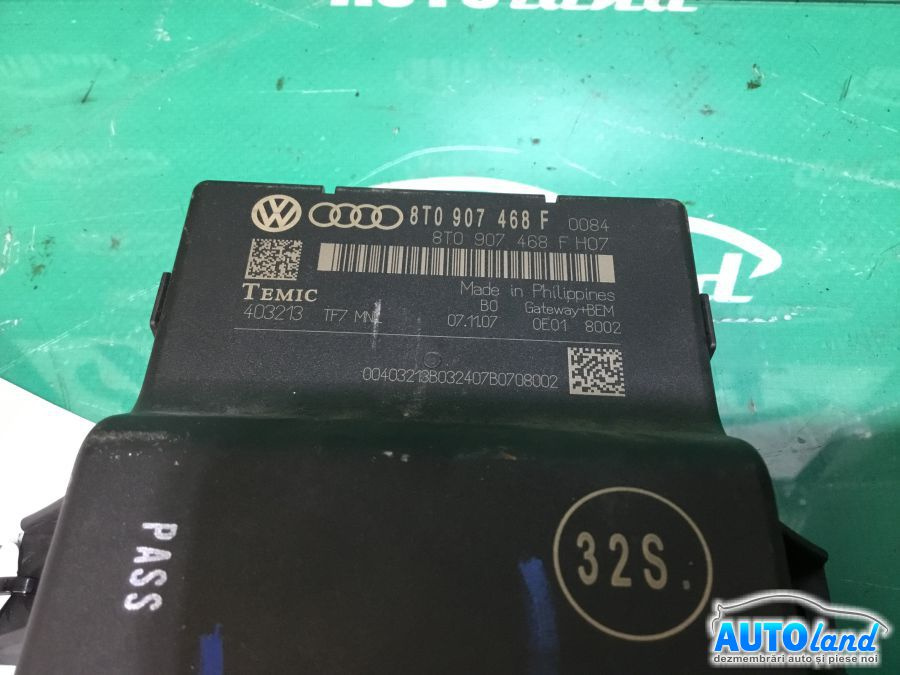 8T0 907 468 F 0084
8T0 907 468 F H07
TEMIC
Made in Philippines
403213 TF7 B0 Gateway+BEM
07.11.07 0E01 8002
00403213B032407B0708002
PASS
32S.
AUTOland
dezmembrări auto și piese noi